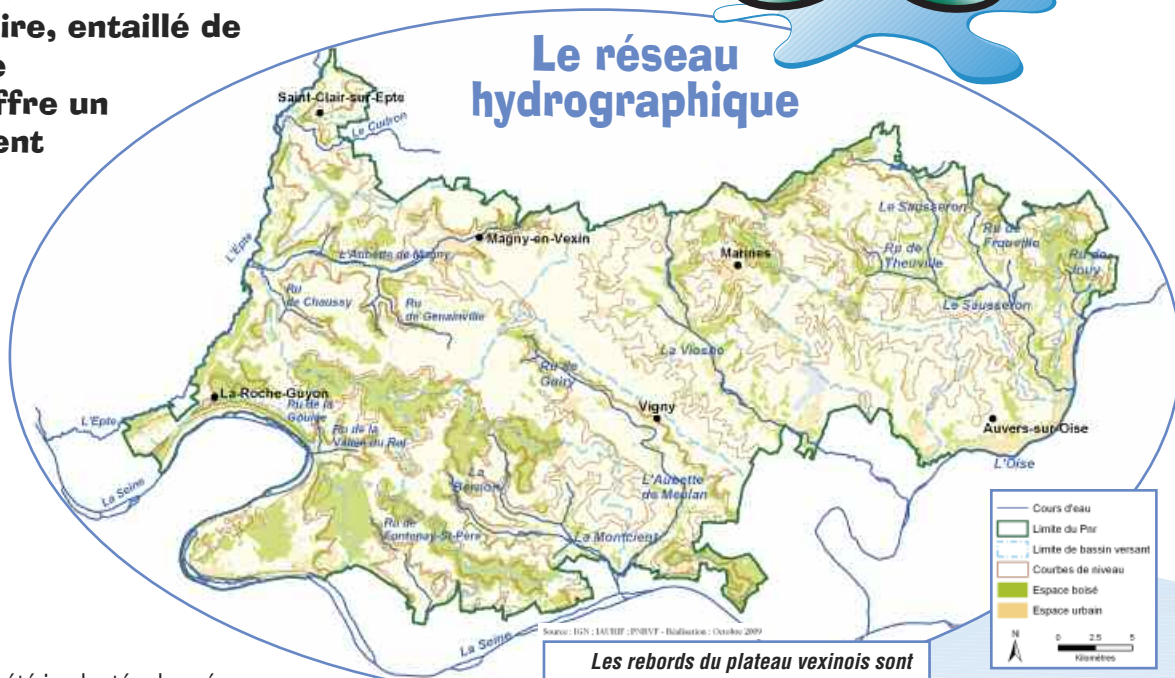 ire, entaillé de
e
ffre un
ent
Le réseau
hydrographique
Saint-Clair-sur-Epte
Le Cudron
L'Epte
L'Aubette de Magny
Magny-en-Vexin
Marines
Le Sausseron
Ru de
Theuville
Ru de
Frouville
Ru de
Jouy
Le Sausseron
Ru
de Chaussy
Ru
de Genainville
La Viosne
Ru de
Guiry
La-Roche-Guyon
Ru de la
Goulée
Ru de la
Vallée du Roi
L'Epte
La Seine
Vigny
Auvers-sur-Oise
L'Oise
La
Bernon
L'Aubette
de Meulan
Ru de
Fontenay-St-Père
La Montcient
La Seine
Cours d'eau
Limite du Pnr
Limite de bassin versant
Courbes de niveau
Espace boisé
Espace urbain
N
0 2.5 5
Kilomètres
Source : IGN ; IAURIF ; PNRVF - Réalisation : Octobre 2009
Les rebords du plateau vexinois sont